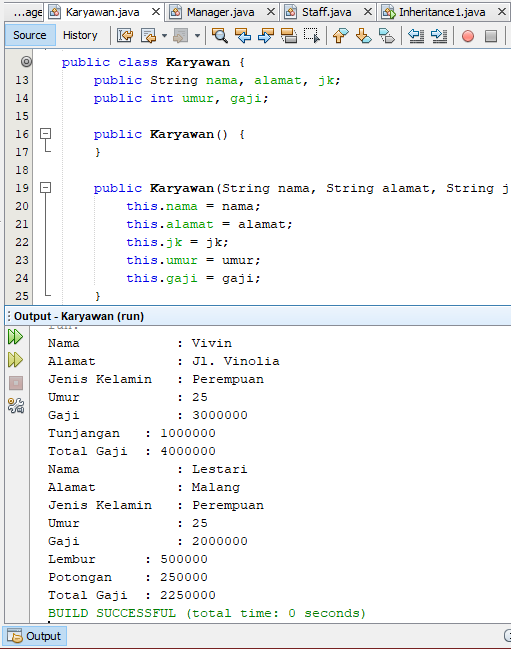 ...age Karyawan.java Manager.java Staff.java Inheritance1.java
Source History
public class Karyawan {
13 public String nama, alamat, jk;
14 public int umur, gaji;
15
16 public Karyawan() {
17 }
18
19 public Karyawan(String nama, String alamat, String j
20 this.nama = nama;
21 this.alamat = alamat;
22 this.jk = jk;
23 this.umur = umur;
24 this.gaji = gaji;
25 }
Output - Karyawan (run)
run:
Nama : Vivin
Alamat : Jl. Vinolia
Jenis Kelamin : Perempuan
Umur : 25
Gaji : 3000000
Tunjangan : 1000000
Total Gaji : 4000000
Nama : Lestari
Alamat : Malang
Jenis Kelamin : Perempuan
Umur : 25
Gaji : 2000000
Lembur : 500000
Potongan : 250000
Total Gaji : 2250000
BUILD SUCCESSFUL (total time: 0 seconds)
Output